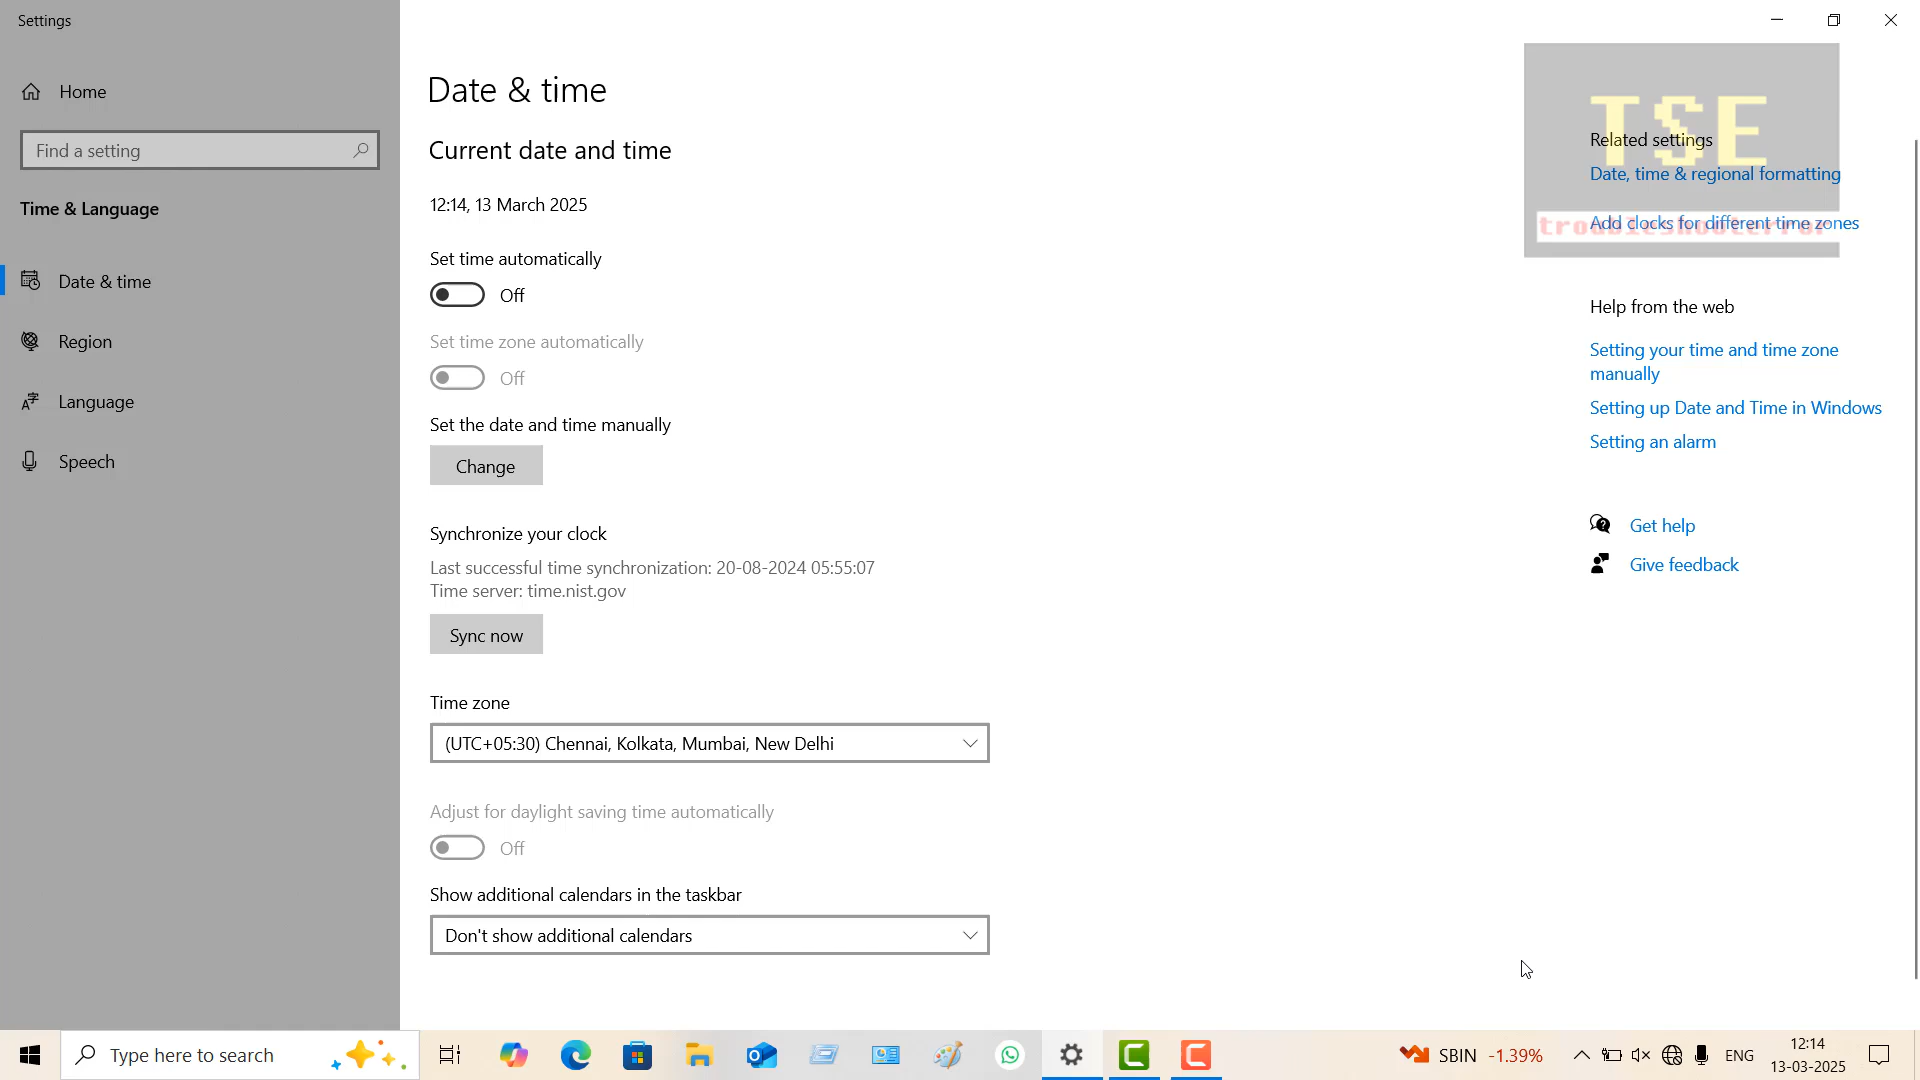 Settings
Home
Find a setting
Time & Language
Date & time
Region
Language
Speech
Date & time
Current date and time
12:14, 13 March 2025
Set time automatically
Off
Set time zone automatically
Off
Set the date and time manually
Change
Synchronize your clock
Last successful time synchronization: 20-08-2024 05:55:07
Time server: time.nist.gov
Sync now
Time zone
(UTC+05:30) Chennai, Kolkata, Mumbai, New Delhi
Adjust for daylight saving time automatically
Off
Show additional calendars in the taskbar
Don't show additional calendars
TSE
troubleshooterror
Related settings
Date, time & regional formatting
Add clocks for different time zones
Help from the web
Setting your time and time zone
manually
Setting up Date and Time in Windows
Setting an alarm
Get help
Give feedback
Type here to search
SBIN -1.39%
ENG
12:14
13-03-2025